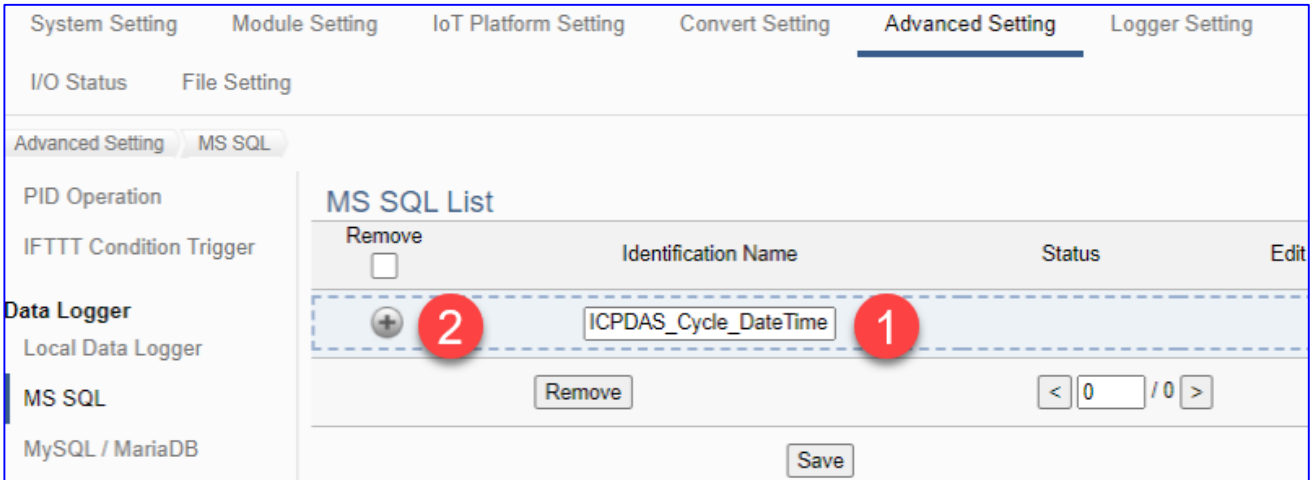 System Setting Module Setting IoT Platform Setting Convert Setting Advanced Setting Logger Setting
I/O Status File Setting
Advanced Setting MS SQL
PID Operation
IFTTT Condition Trigger
Data Logger
Local Data Logger
MS SQL
MySQL / MariaDB
MS SQL List
Remove Identification Name Status Edit
2 ICPDAS_Cycle_DateTime 1
Remove < 0 / 0 >
Save